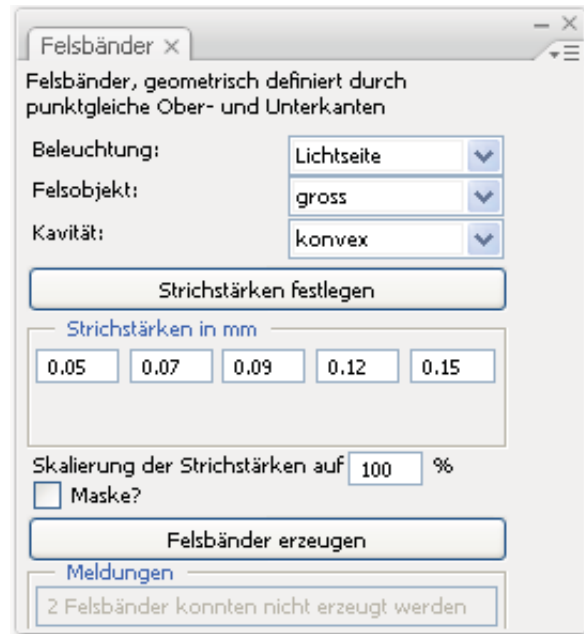 Felsbänder
Felsbänder, geometrisch definiert durch
punktgleiche Ober- und Unterkanten
Beleuchtung: Lichtseite
Felsobjekt: gross
Kavität: konvex
Strichstärken festlegen
Strichstärken in mm
0.05 0.07 0.09 0.12 0.15
Skalierung der Strichstärken auf 100 %
Maske?
Felsbänder erzeugen
Meldungen
2 Felsbänder konnten nicht erzeugt werden